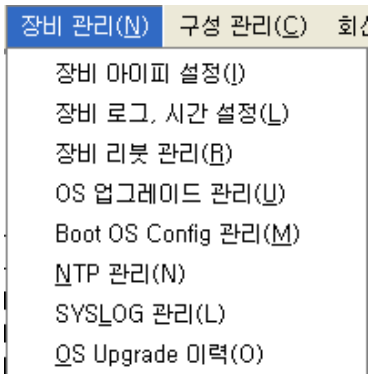 장비 관리(N) 구성 관리(C) 회선
장비 아이피 설정(I)
장비 로그, 시간 설정(L)
장비 리붓 관리(R)
OS 업그레이드 관리(U)
Boot OS Config 관리(M)
NTP 관리(N)
SYSLOG 관리(L)
OS Upgrade 이력(O)